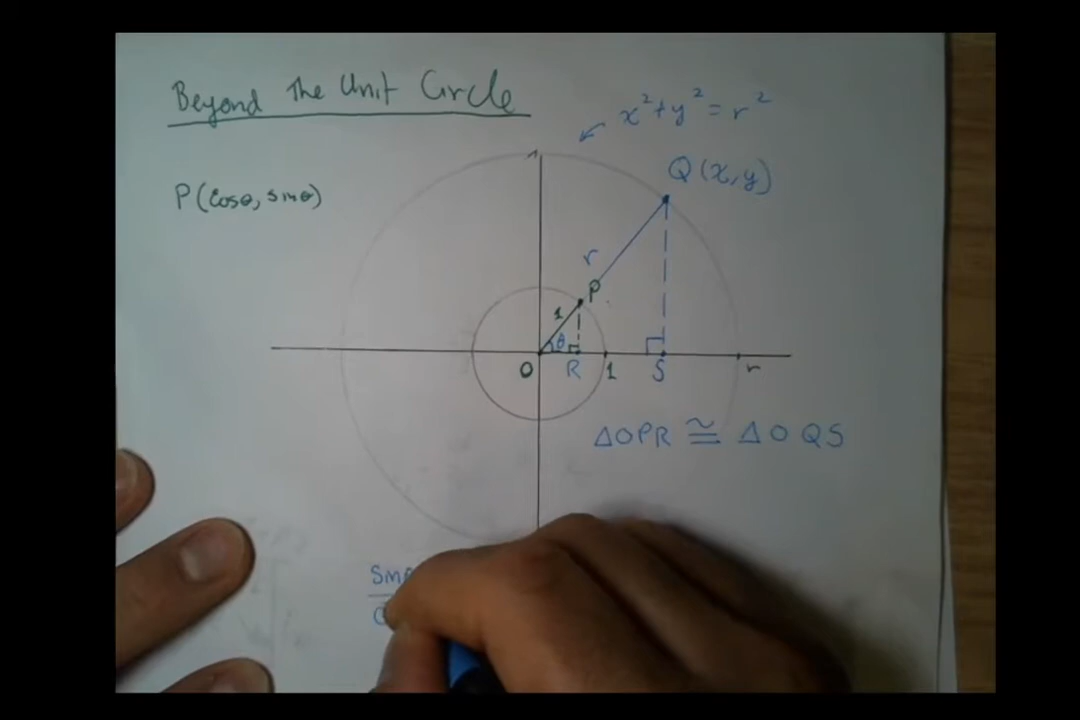 Beyond The Unit Circle
x² + y² = r²
Q(x,y)
P(Cosθ, sinθ)
r
P
1
θ
O R 1 S r
ΔOPR ≅ ΔOQS